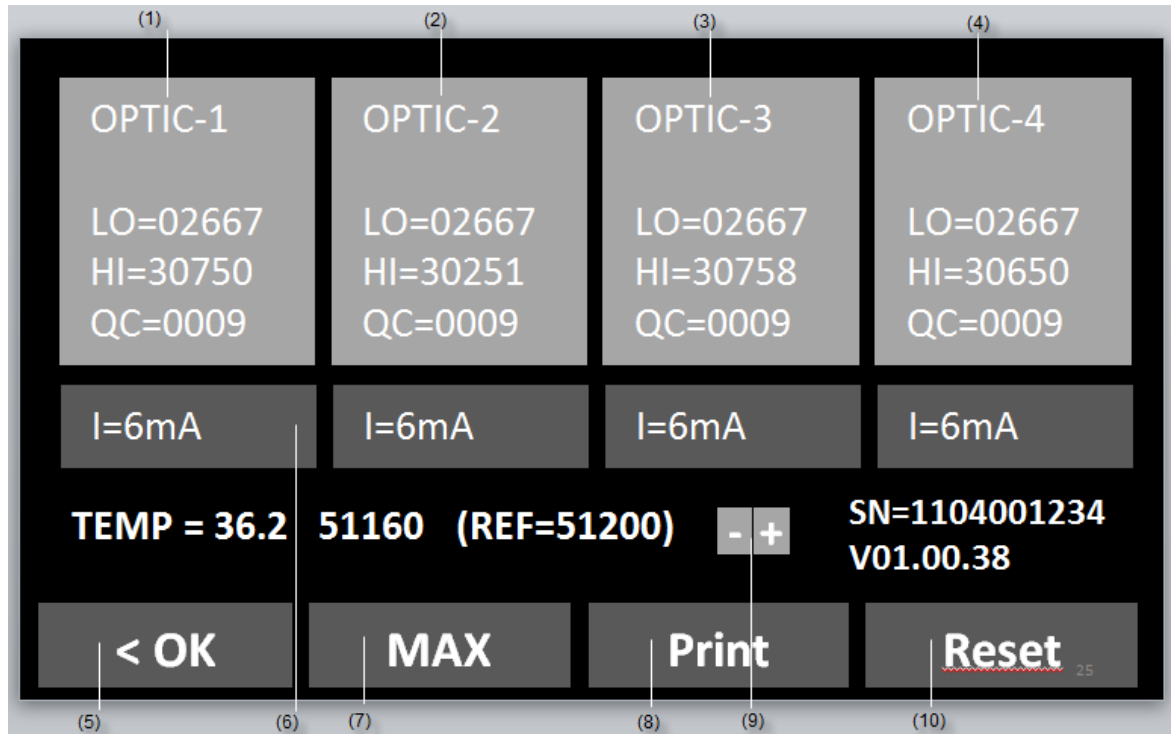 (1) (2) (3) (4)
OPTIC-1 OPTIC-2 OPTIC-3 OPTIC-4
LO=02667 LO=02667 LO=02667 LO=02667
HI=30750 HI=30251 HI=30758 HI=30650
QC=0009 QC=0009 QC=0009 QC=0009
I=6mA I=6mA I=6mA I=6mA
TEMP = 36.2 51160 (REF=51200) - + SN=1104001234
V01.00.38
< OK MAX Print Reset 25
(5) (6) (7) (8) (9) (10)